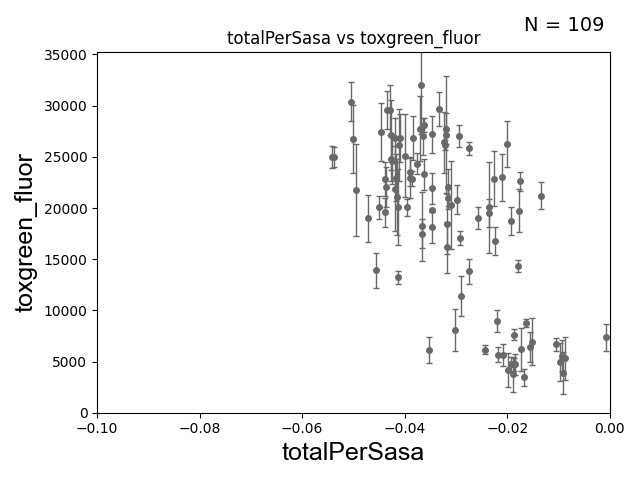 N = 109
totalPerSasa vs toxgreen_fluor
toxgreen_fluor
35000
30000
25000
20000
15000
10000
5000
0
−0.10 −0.08 −0.06 −0.04 −0.02 0.00
totalPerSasa